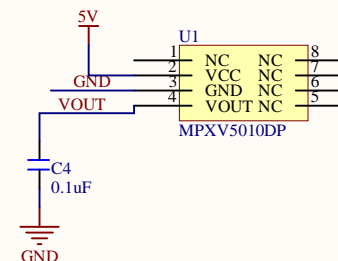 5V
U1
1 NC NC 8
2 VCC NC 7
GND 3 GND NC 6
VOUT 4 VOUT NC 5
MPXV5010DP
C4
0.1uF
GND